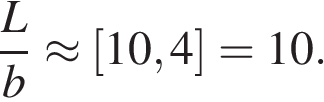 L/b ≈ [10,4] = 10.